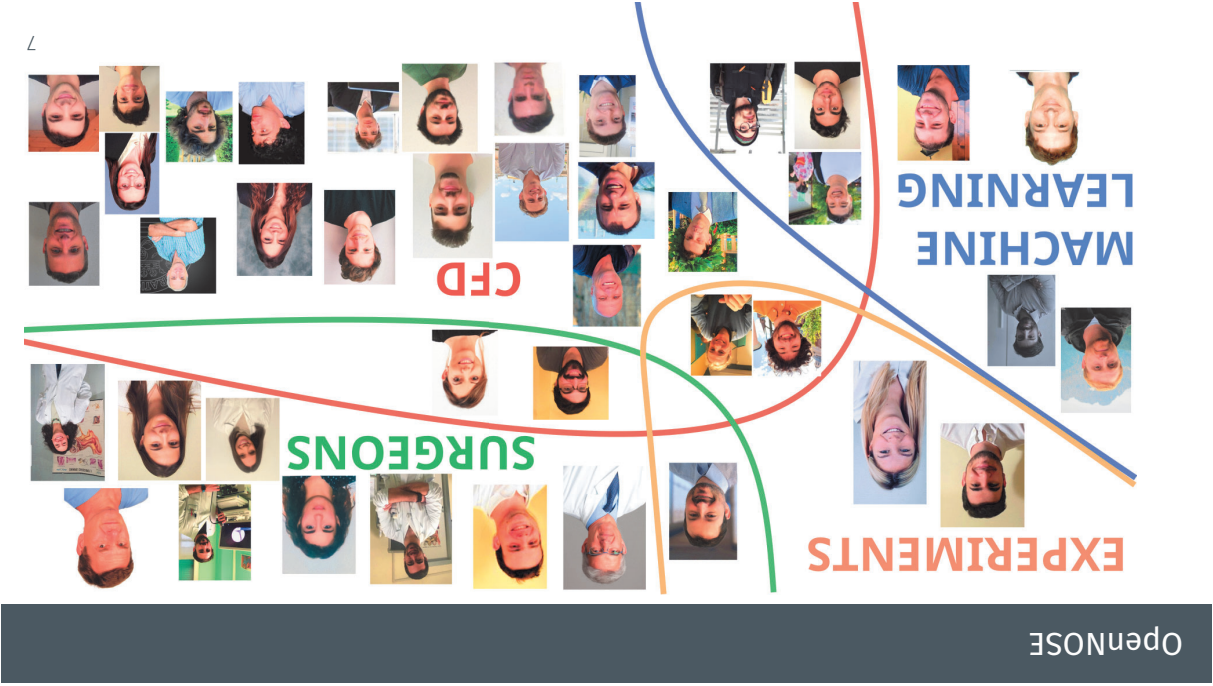 OpenNOSE
EXPERIMENTS
SURGEONS
CFD
MACHINE
LEARNING
7